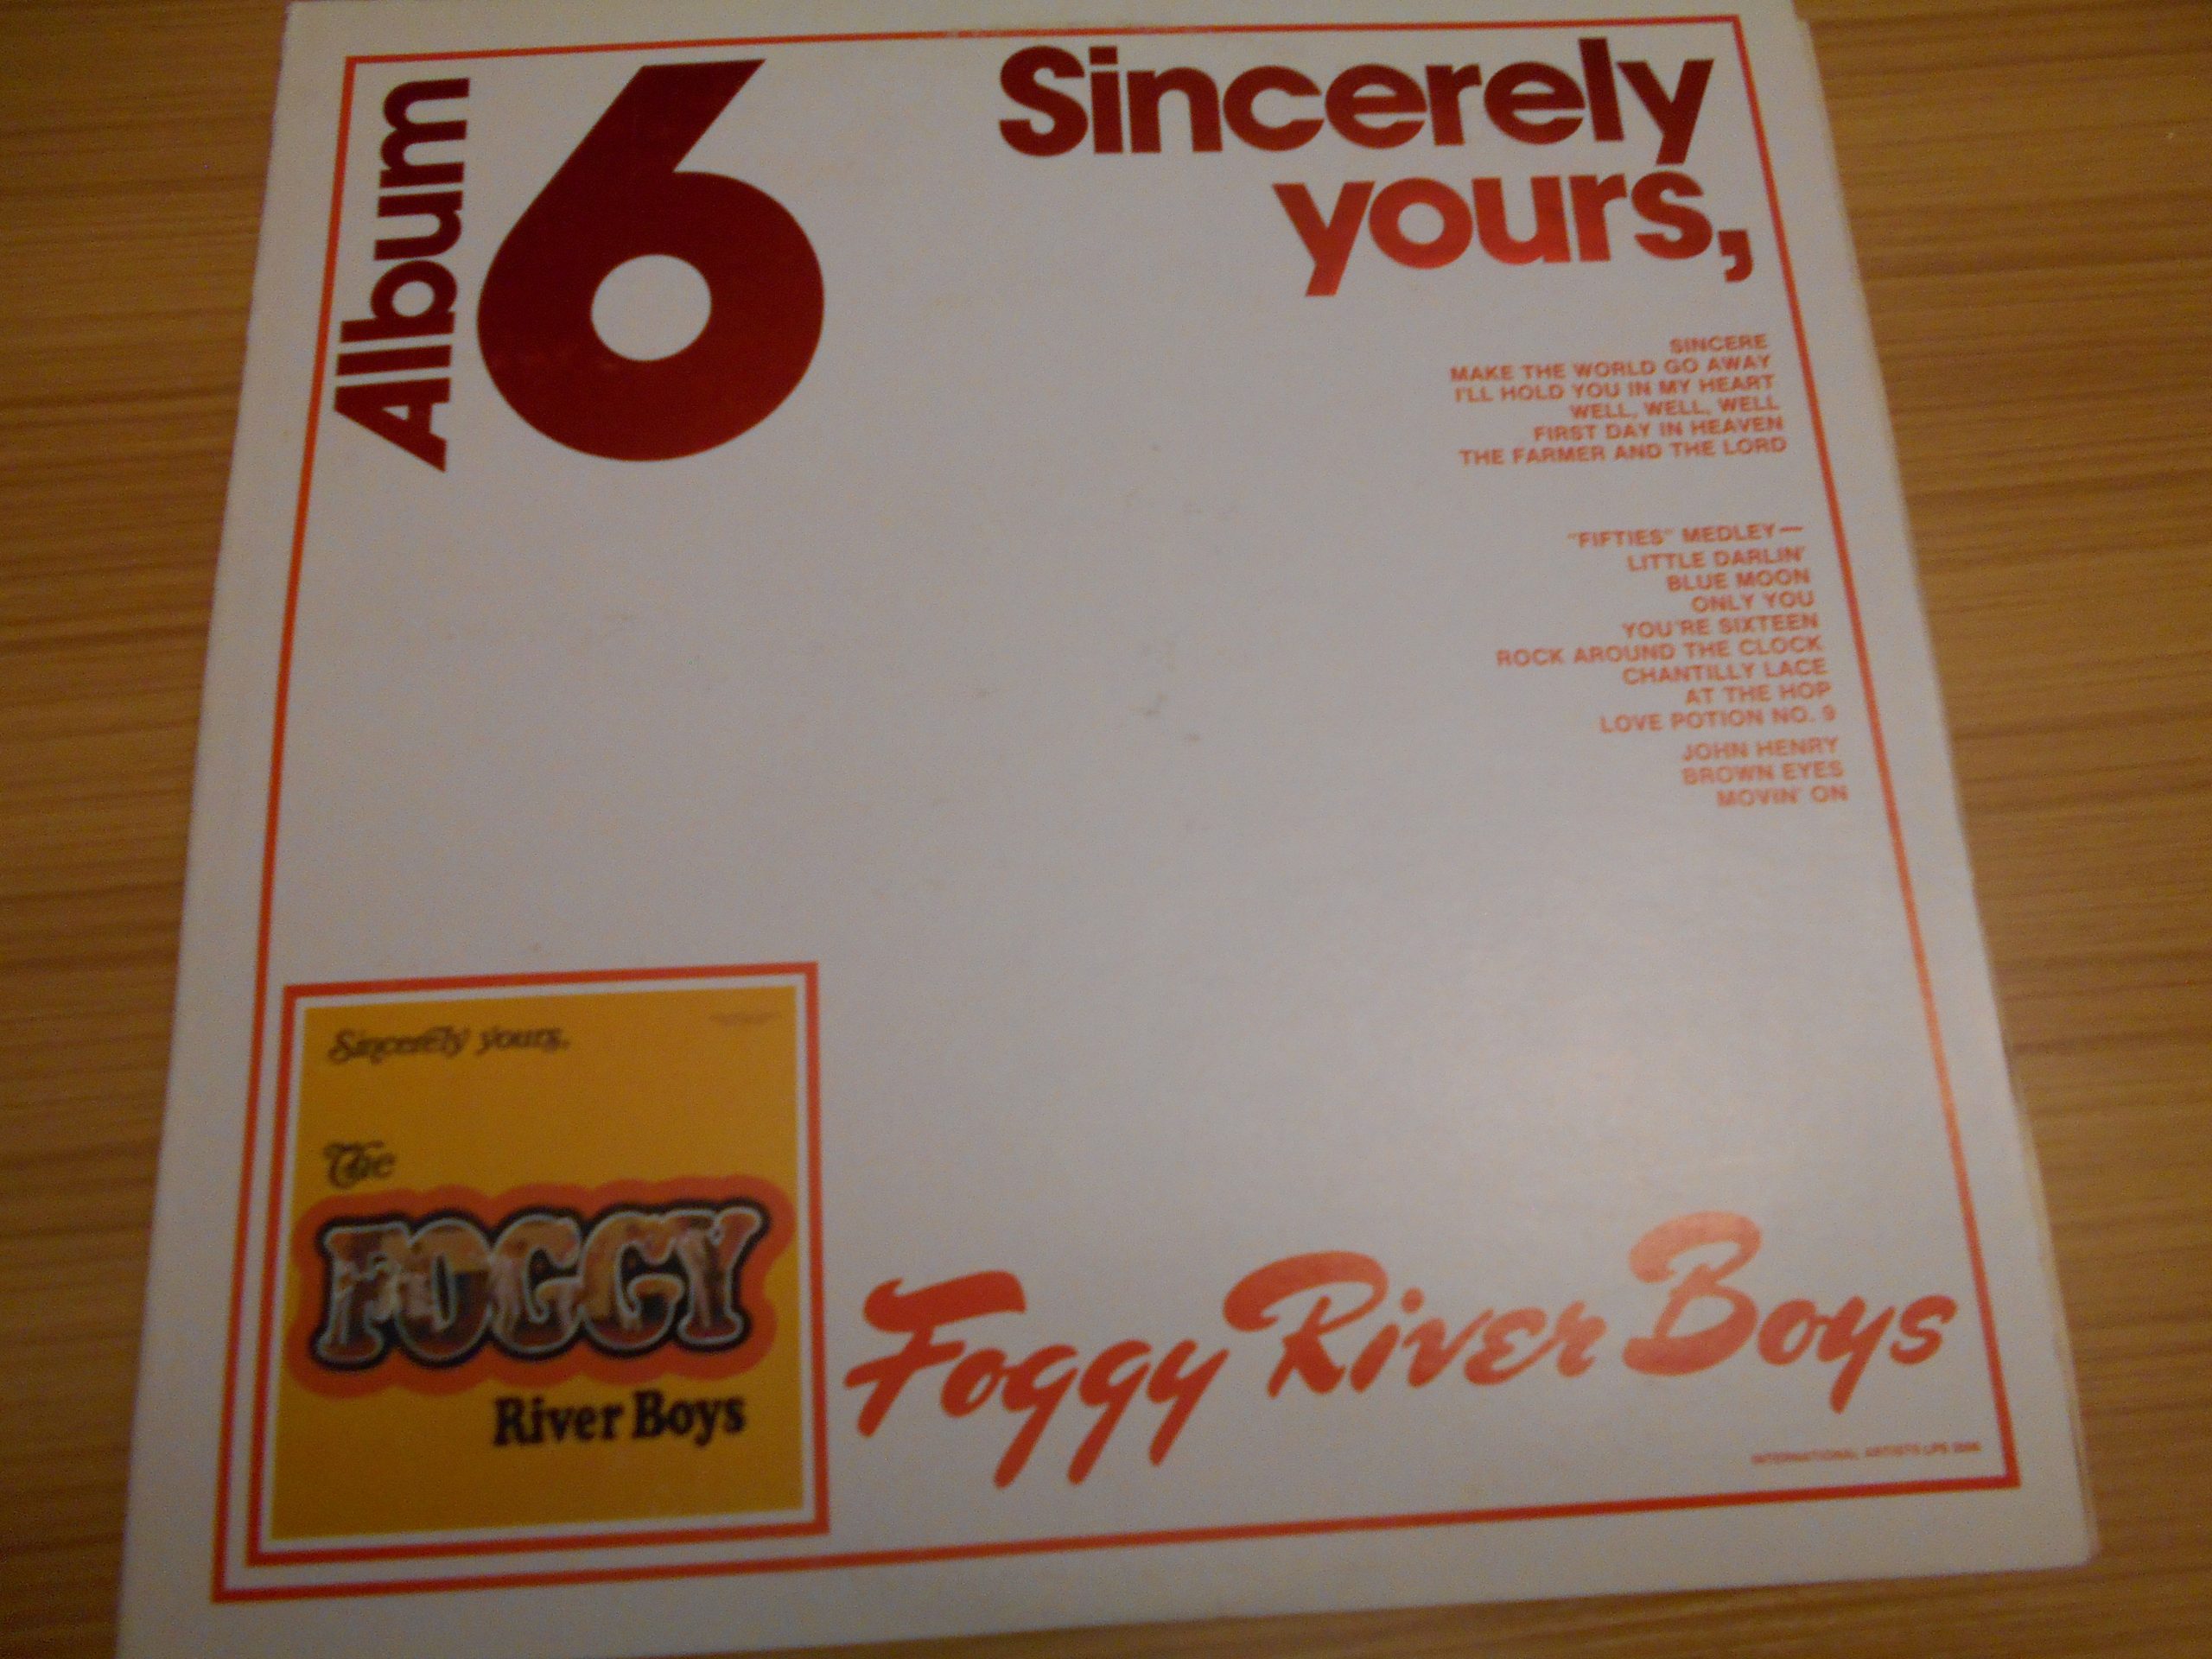 Album
6
Sincerely
yours,
SINCERE
MAKE THE WORLD GO AWAY
I'LL HOLD YOU IN MY HEART
WELL, WELL, WELL
FIRST DAY IN HEAVEN
THE FARMER AND THE LORD
"FIFTIES" MEDLEY—
LITTLE DARLIN'
BLUE MOON
ONLY YOU
YOU'RE SIXTEEN
ROCK AROUND THE CLOCK
CHANTILLY LACE
AT THE HOP
LOVE POTION NO. 9
JOHN HENRY
BROWN EYES
MOVIN' ON
Sincerely yours,
The
FOGGY
River Boys
Foggy River Boys
INTERNATIONAL ARTISTS LPS